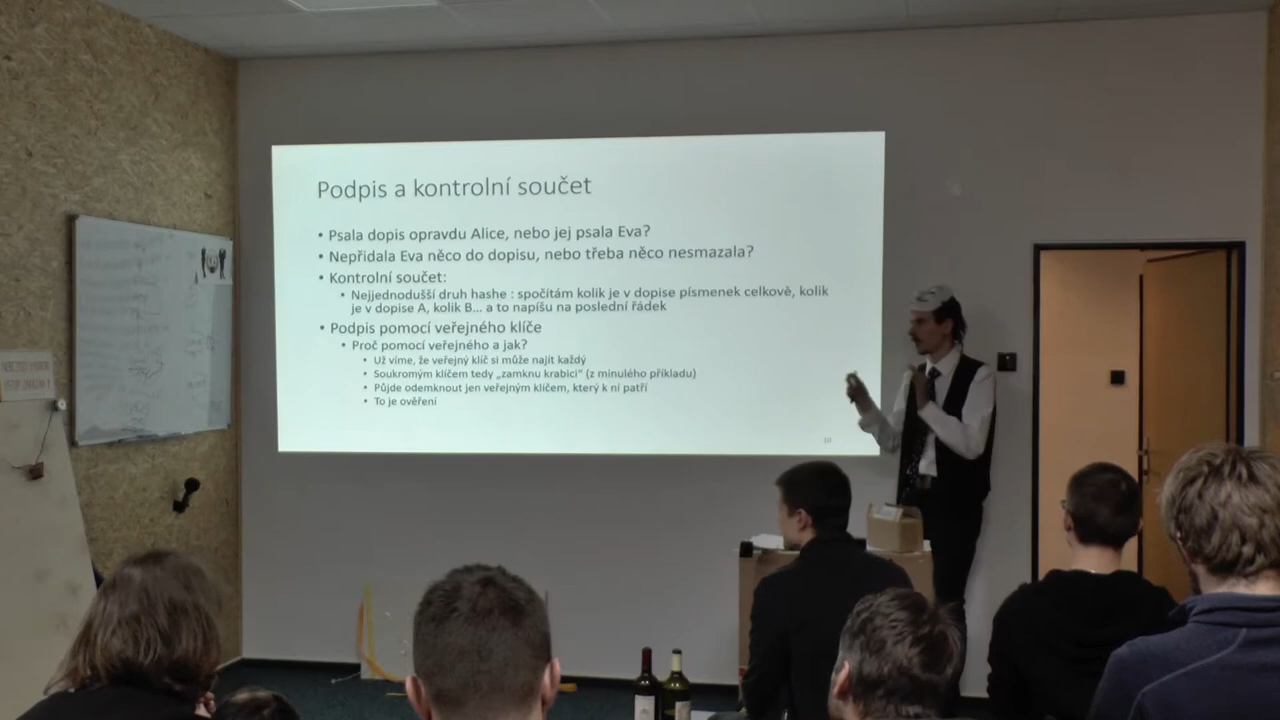 Podpis a kontrolní součet
• Psala dopis opravdu Alice, nebo jej psala Eva?
• Nepřidala Eva něco do dopisu, nebo třeba něco nesmazala?
• Kontrolní součet:
• Nejjednodušší druh hashe : spočítám kolik je v dopise písmenek celkově, kolik
je v dopise A, kolik B... a to napíšu na poslední řádek
• Podpis pomocí veřejného klíče
• Proč pomocí veřejného a jak?
• Už víme, že veřejný klíč si může najít každý
• Soukromým klíčem tedy „zamknu krabici" (z minulého příkladu)
• Půjde odemknout jen veřejným klíčem, který k ní patří
• To je ověření
10